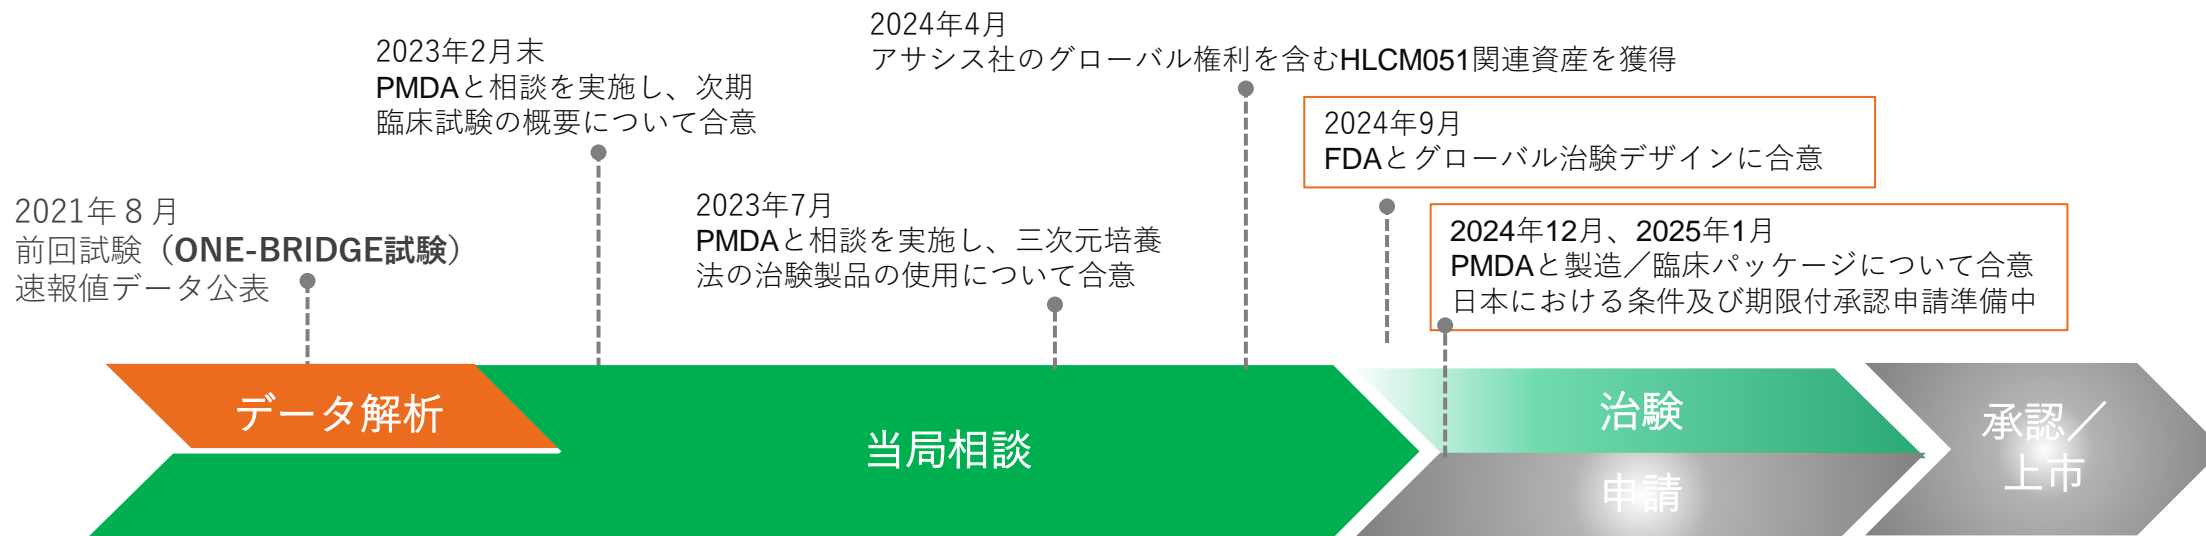 2021年８月
前回試験（ONE-BRIDGE試験）
速報値データ公表
2023年2月末
PMDAと相談を実施し、次期
臨床試験の概要について合意
2023年7月
PMDAと相談を実施し、三次元培養
法の治験製品の使用について合意
2024年4月
アサシス社のグローバル権利を含むHLCM051関連資産を獲得
2024年9月
FDAとグローバル治験デザインに合意
2024年12月、2025年1月
PMDAと製造／臨床パッケージについて合意
日本における条件及び期限付承認申請準備中
データ解析
当局相談
治験
申請
承認／
上市